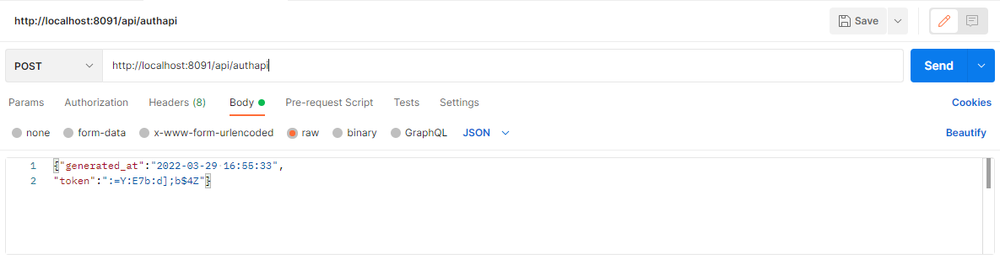 http://localhost:8091/api/authapi
Save
POST
http://localhost:8091/api/authapi
Send
Params Authorization Headers (8) Body Pre-request Script Tests Settings Cookies
none form-data x-www-form-urlencoded raw binary GraphQL JSON Beautify
1 {"generated_at":"2022-03-29 16:55:33",
2 "token":":=Y:E7b:d];b$4Z"}